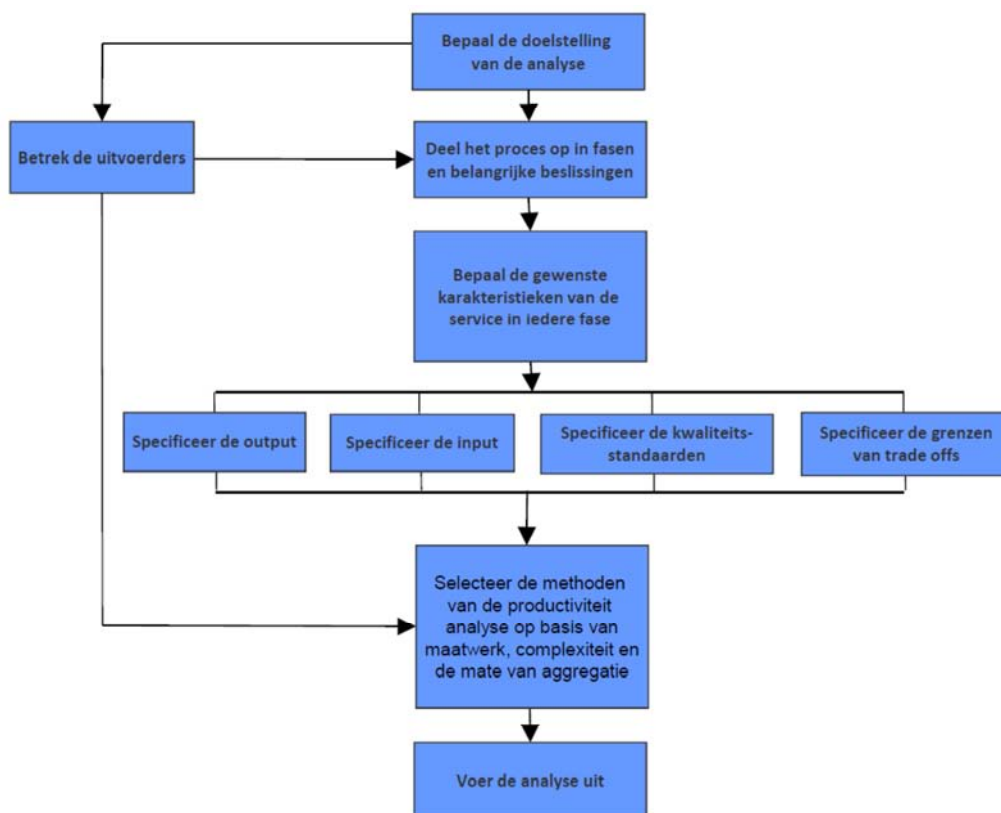 Bepaal de doelstelling
van de analyse
Betrek de uitvoerders
Deel het proces op in fasen
en belangrijke beslissingen
Bepaal de gewenste
karakteristieken van de
service in iedere fase
Specificeer de output
Specificeer de input
Specificeer de kwaliteits-
standaarden
Specificeer de grenzen
van trade offs
Selecteer de methoden
van de productiviteit
analyse op basis van
maatwerk, complexiteit en
de mate van aggregatie
Voer de analyse uit